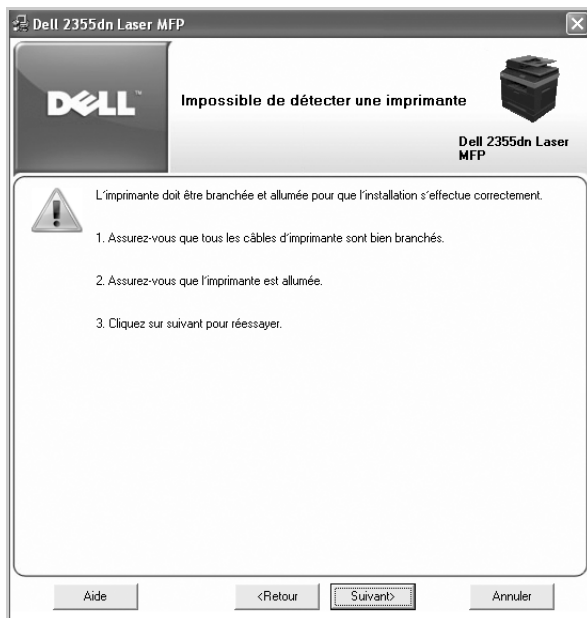 Dell 2355dn Laser MFP
DELL™
Impossible de détecter une imprimante
Dell 2355dn Laser
MFP
L'imprimante doit être branchée et allumée pour que l'installation s'effectue correctement.
1. Assurez-vous que tous les câbles d'imprimante sont bien branchés.
2. Assurez-vous que l'imprimante est allumée.
3. Cliquez sur suivant pour réessayer.
Aide
<Retour
Suivant>
Annuler